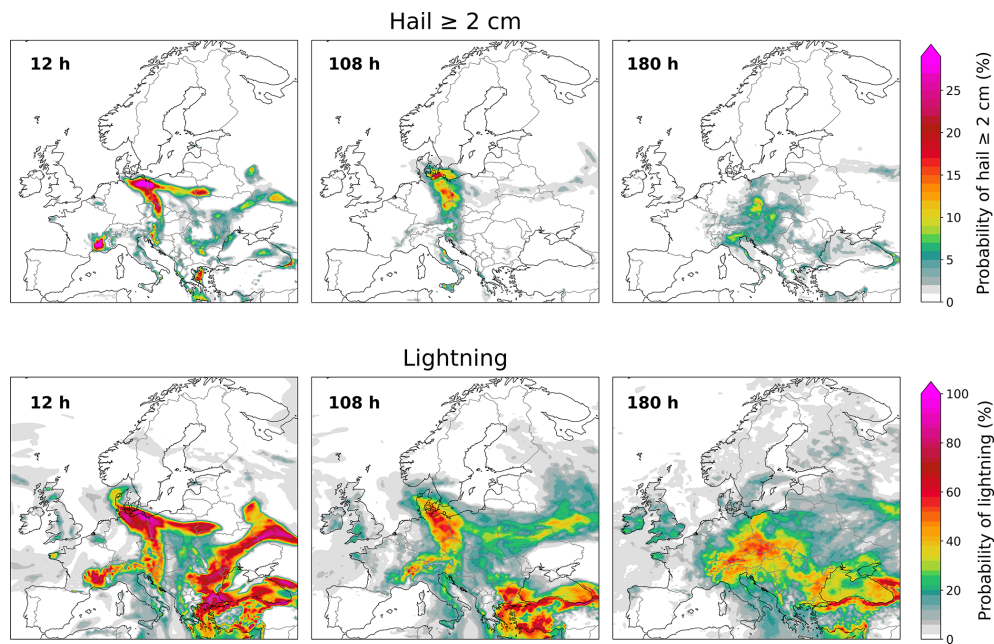 Hail ≥ 2 cm
12 h
108 h
180 h
0
5
10
15
20
25
Probability of hail ≥ 2 cm (%)
Lightning
12 h
108 h
180 h
0
20
40
60
80
100
Probability of lightning (%)